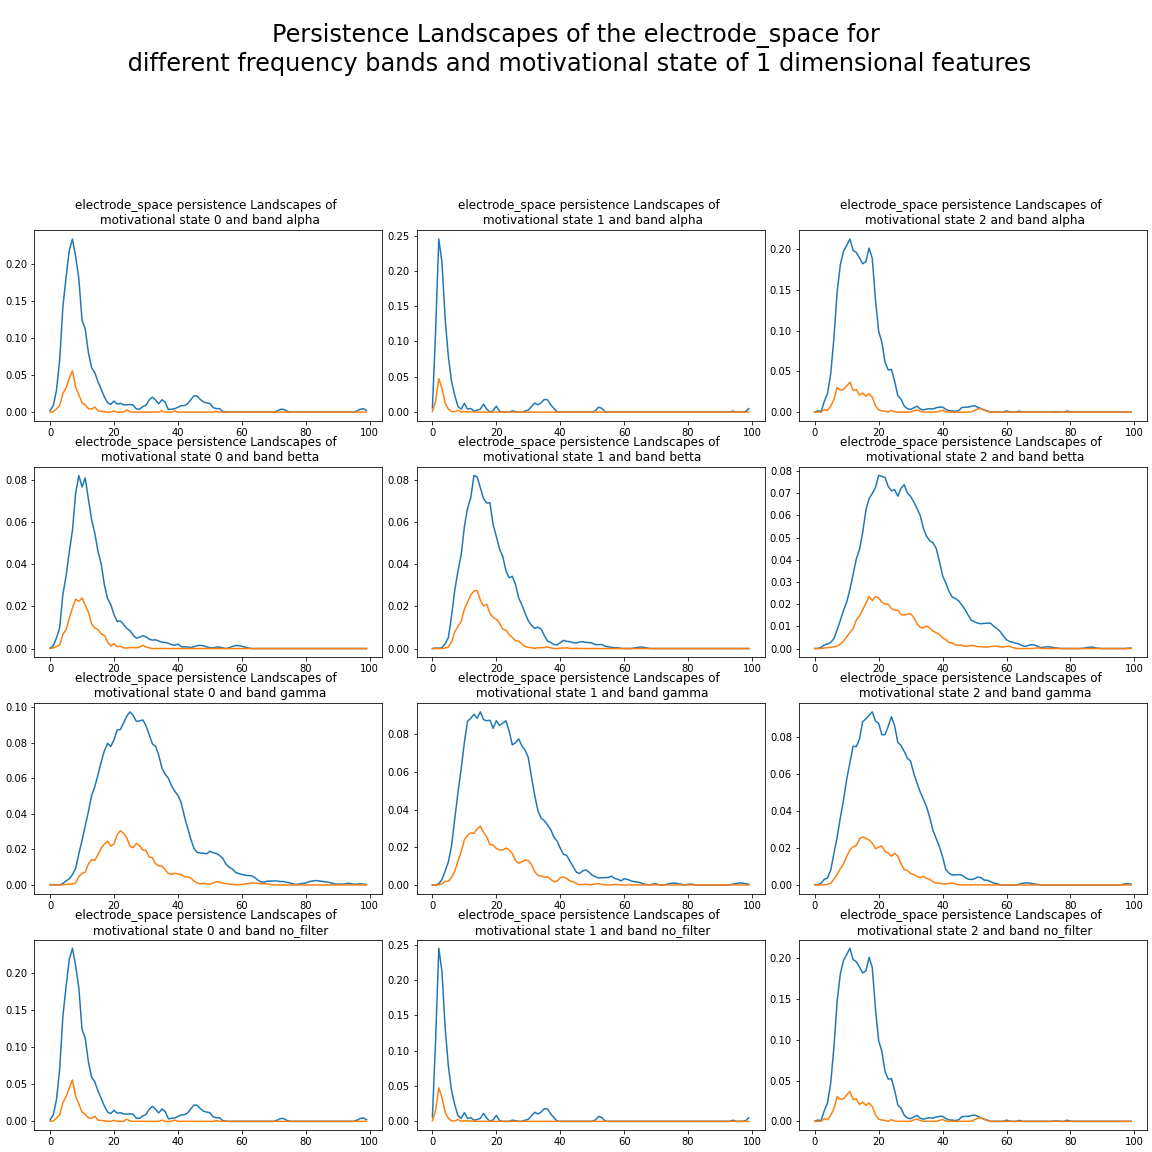 Persistence Landscapes of the electrode_space for
different frequency bands and motivational state of 1 dimensional features
electrode_space persistence Landscapes of
motivational state 0 and band alpha
0.20
0.15
0.10
0.05
0.00
0 20 40 60 80 100
electrode_space persistence Landscapes of
motivational state 1 and band alpha
0.25
0.20
0.15
0.10
0.05
0.00
0 20 40 60 80 100
electrode_space persistence Landscapes of
motivational state 2 and band alpha
0.20
0.15
0.10
0.05
0.00
0 20 40 60 80 100
electrode_space persistence Landscapes of
motivational state 0 and band betta
0.08
0.06
0.04
0.02
0.00
0 20 40 60 80 100
electrode_space persistence Landscapes of
motivational state 1 and band betta
0.08
0.06
0.04
0.02
0.00
0 20 40 60 80 100
electrode_space persistence Landscapes of
motivational state 2 and band betta
0.08
0.07
0.06
0.05
0.04
0.03
0.02
0.01
0.00
0 20 40 60 80 100
electrode_space persistence Landscapes of
motivational state 0 and band gamma
0.10
0.08
0.06
0.04
0.02
0.00
0 20 40 60 80 100
electrode_space persistence Landscapes of
motivational state 1 and band gamma
0.08
0.06
0.04
0.02
0.00
0 20 40 60 80 100
electrode_space persistence Landscapes of
motivational state 2 and band gamma
0.08
0.06
0.04
0.02
0.00
0 20 40 60 80 100
electrode_space persistence Landscapes of
motivational state 0 and band no_filter
0.20
0.15
0.10
0.05
0.00
0 20 40 60 80 100
electrode_space persistence Landscapes of
motivational state 1 and band no_filter
0.25
0.20
0.15
0.10
0.05
0.00
0 20 40 60 80 100
electrode_space persistence Landscapes of
motivational state 2 and band no_filter
0.20
0.15
0.10
0.05
0.00
0 20 40 60 80 100